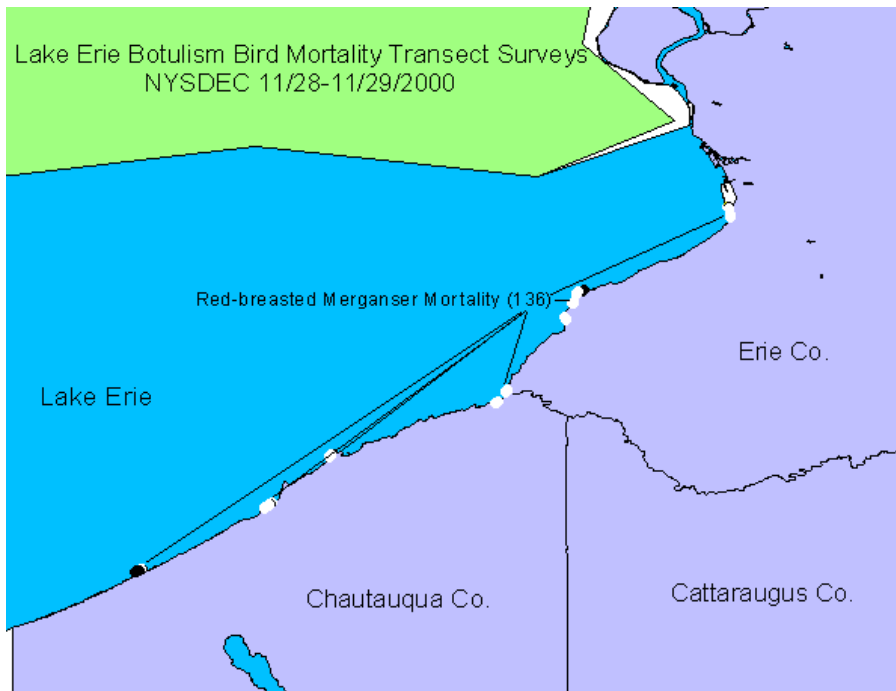 Lake Erie Botulism Bird Mortality Transect Surveys
NYSDEC 11/28-11/29/2000
Red-breasted Merganser Mortality (136)
Erie Co.
Lake Erie
Chautauqua Co.
Cattaraugus Co.